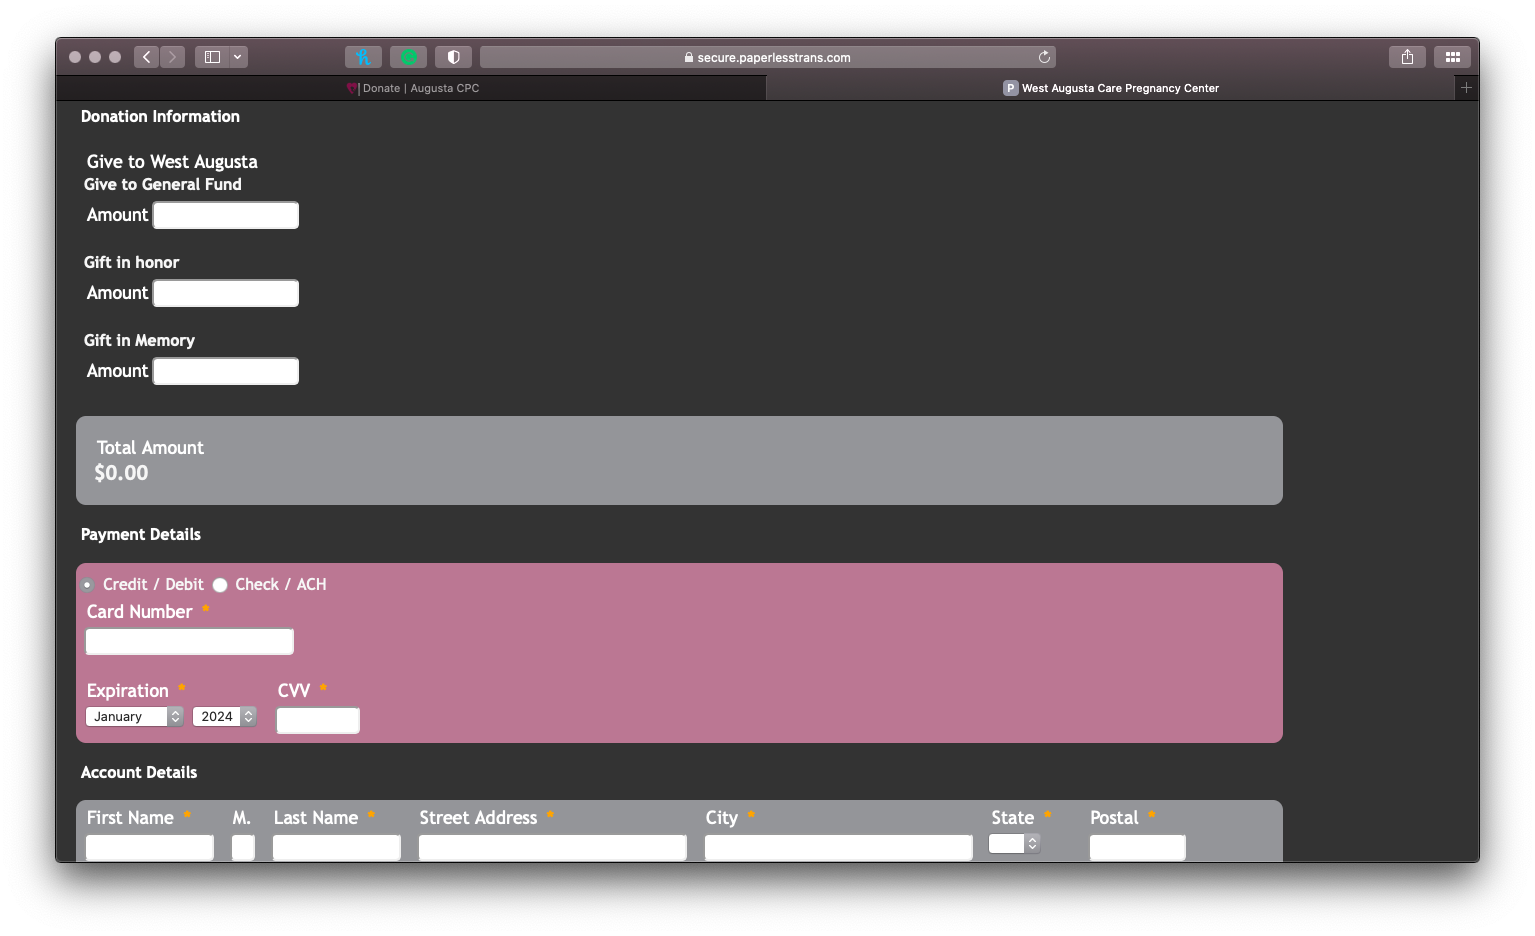 secure.paperlesstrans.com
Donate | Augusta CPC
P West Augusta Care Pregnancy Center
Donation Information
Give to West Augusta
Give to General Fund
Amount
Gift in honor
Amount
Gift in Memory
Amount
Total Amount
$0.00
Payment Details
Credit / Debit Check / ACH
Card Number *
Expiration * CVV *
January 2024
Account Details
First Name * M. Last Name * Street Address * City * State * Postal *